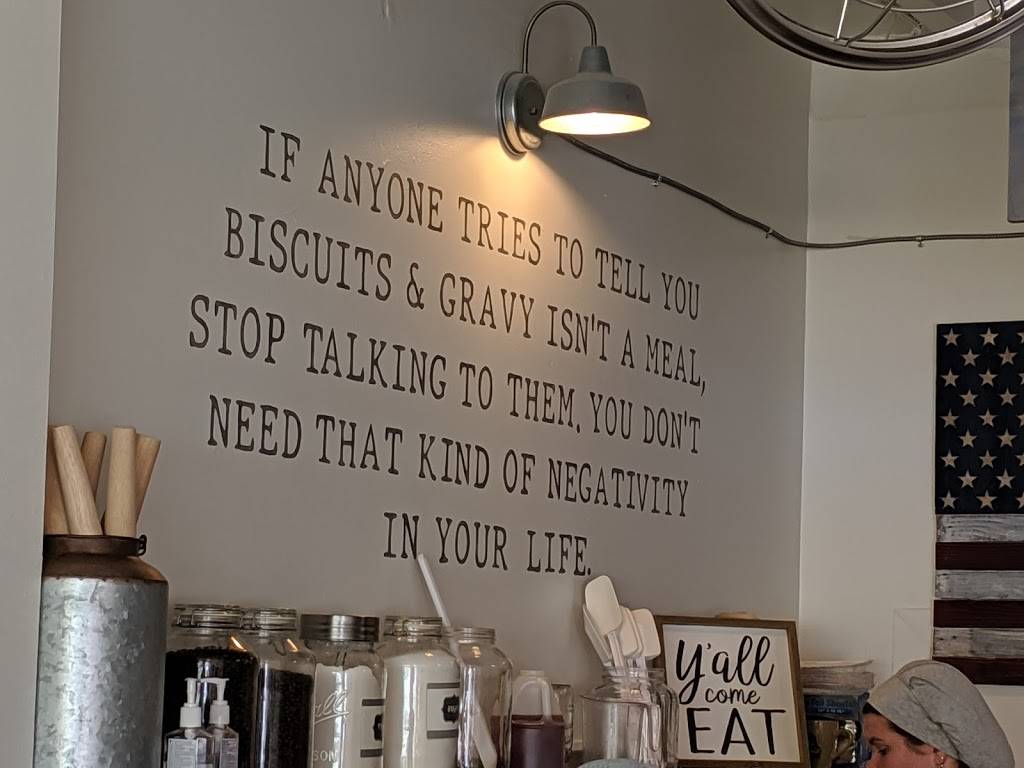 IF ANYONE TRIES TO TELL YOU
BISCUITS & GRAVY ISN'T A MEAL,
STOP TALKING TO THEM. YOU DON'T
NEED THAT KIND OF NEGATIVITY
IN YOUR LIFE.
y'all
come
EAT